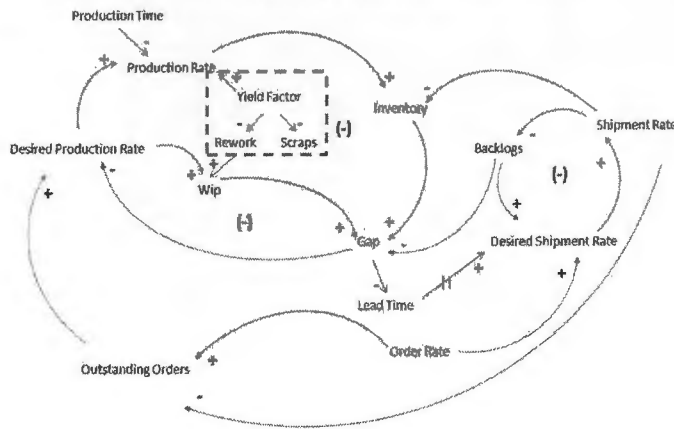 Production Time
-
+
Production Rate
+
Yield Factor
+
-
Inventory
-
-
Rework
Scraps
(-)
Shipment Rate
Desired Production Rate
Backlogs
-
+
-
+
+
Wip
(-)
(-)
+
+
+
+
Gap
-
Desired Shipment Rate
-
+
+
Lead Time
Order Rate
+
Outstanding Orders
-